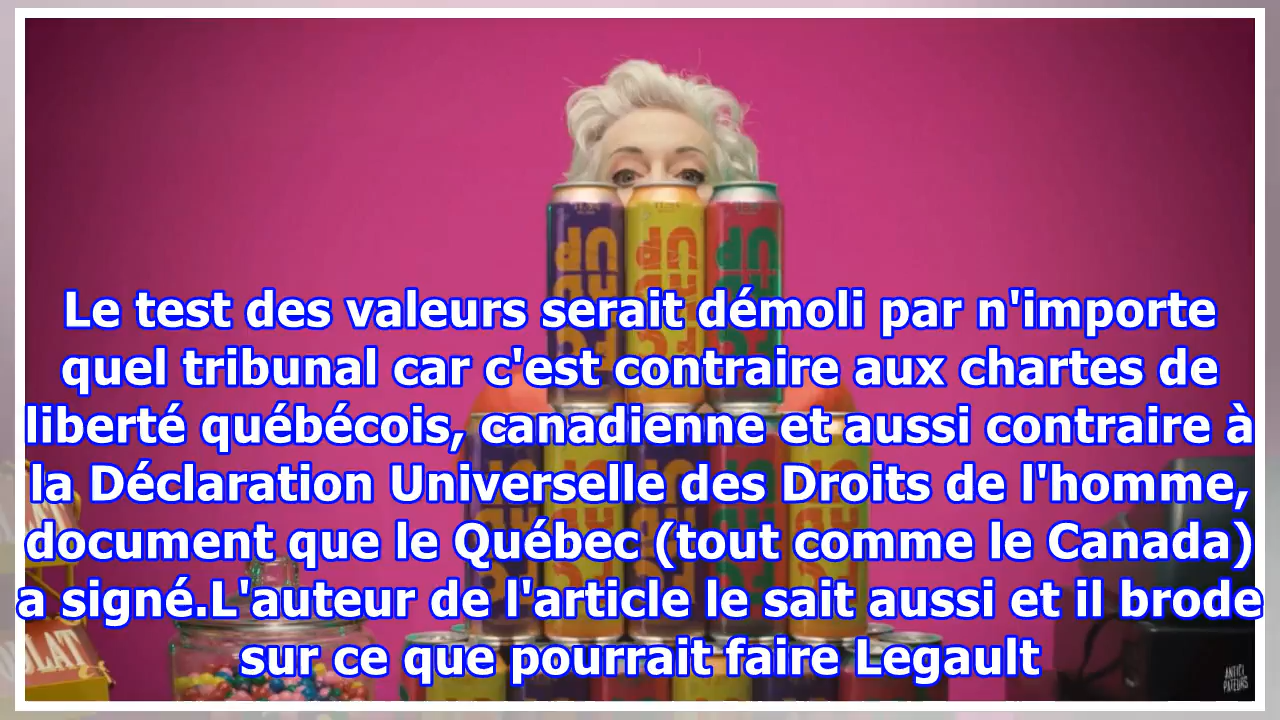 Le test des valeurs serait démoli par n'importe
quel tribunal car c'est contraire aux chartes de
liberté québécois, canadienne et aussi contraire à
la Déclaration Universelle des Droits de l'homme,
document que le Québec (tout comme le Canada)
a signé.L'auteur de l'article le sait aussi et il brode
sur ce que pourrait faire Legault
ANTICI
PATEURS